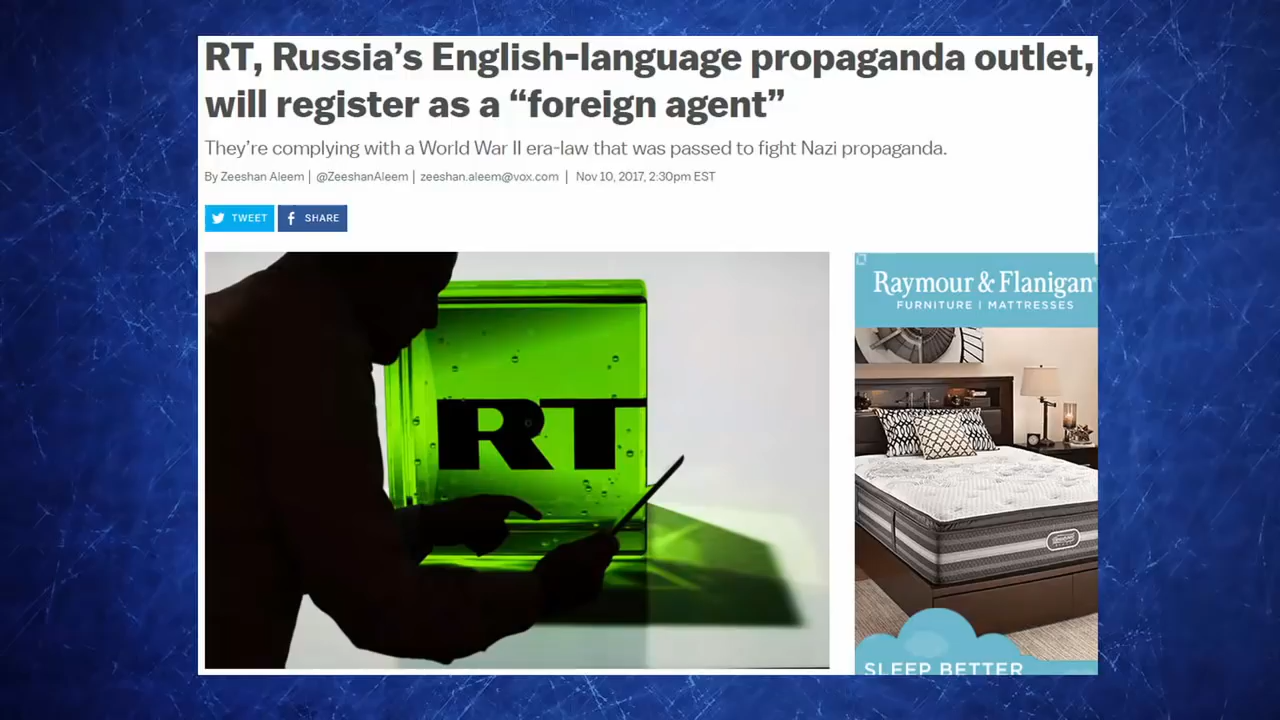 RT, Russia’s English-language propaganda outlet,
will register as a “foreign agent”
They’re complying with a World War II era-law that was passed to fight Nazi propaganda.
By Zeeshan Aleem | @ZeeshanAleem | zeeshan.aleem@vox.com | Nov 10, 2017, 2:30pm EST
TWEET
SHARE
RT
Raymour & Flanigan
FURNITURE | MATTRESSES
SLEEP BETTER